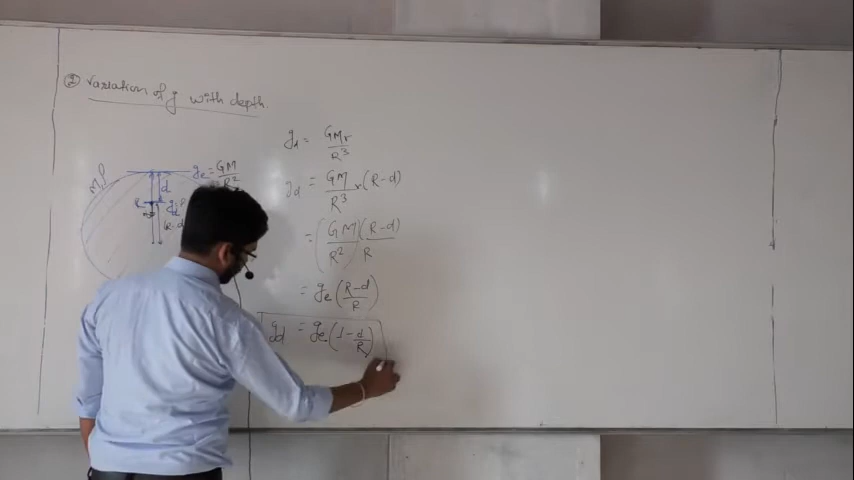 ② Variation of g with depth.
M, ρ
g_e = GM/R²
d
R
g_d
(R-d)
g_d = GMr/R³
g_d = GM/R³ × (R-d)
= (GM/R²) (R-d)/R
= g_e ((R-d)/R)
g_d = g_e (1 - d/R)